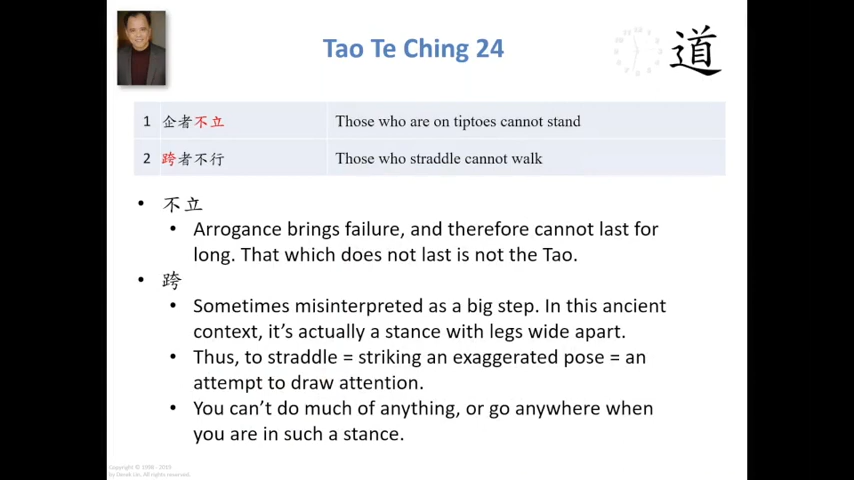 Tao Te Ching 24
道
1 企者不立 Those who are on tiptoes cannot stand
2 跨者不行 Those who straddle cannot walk
• 不立
• Arrogance brings failure, and therefore cannot last for
long. That which does not last is not the Tao.
• 跨
• Sometimes misinterpreted as a big step. In this ancient
context, it's actually a stance with legs wide apart.
• Thus, to straddle = striking an exaggerated pose = an
attempt to draw attention.
• You can't do much of anything, or go anywhere when
you are in such a stance.
Copyright © 1998 - 2019
by Derek Lin. All rights reserved.